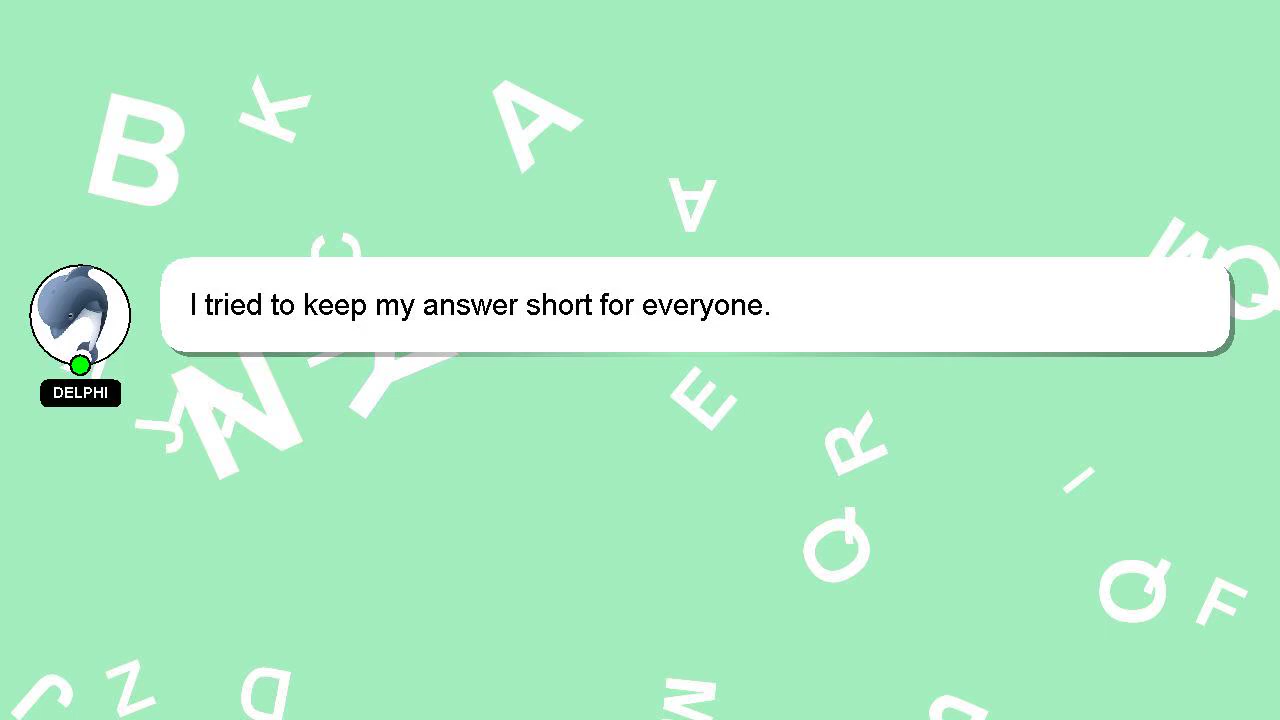 B
K
A
A
C
M
Q
I tried to keep my answer short for everyone.
DELPHI
N
Y
J
A
E
R
I
Q
Q
F
J
Z
D
M